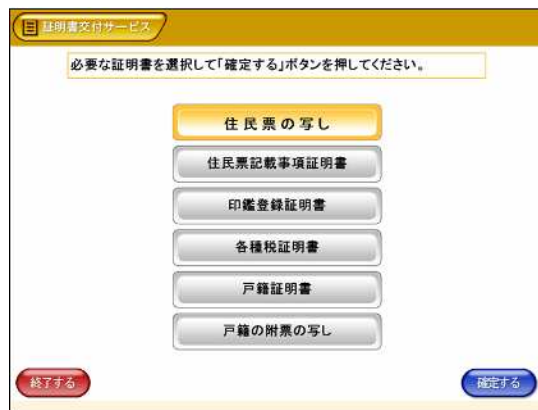 証明書交付サービス
必要な証明書を選択して「確定する」ボタンを押してください。
住民票の写し
住民票記載事項証明書
印鑑登録証明書
各種税証明書
戸籍証明書
戸籍の附票の写し
終了する
確定する